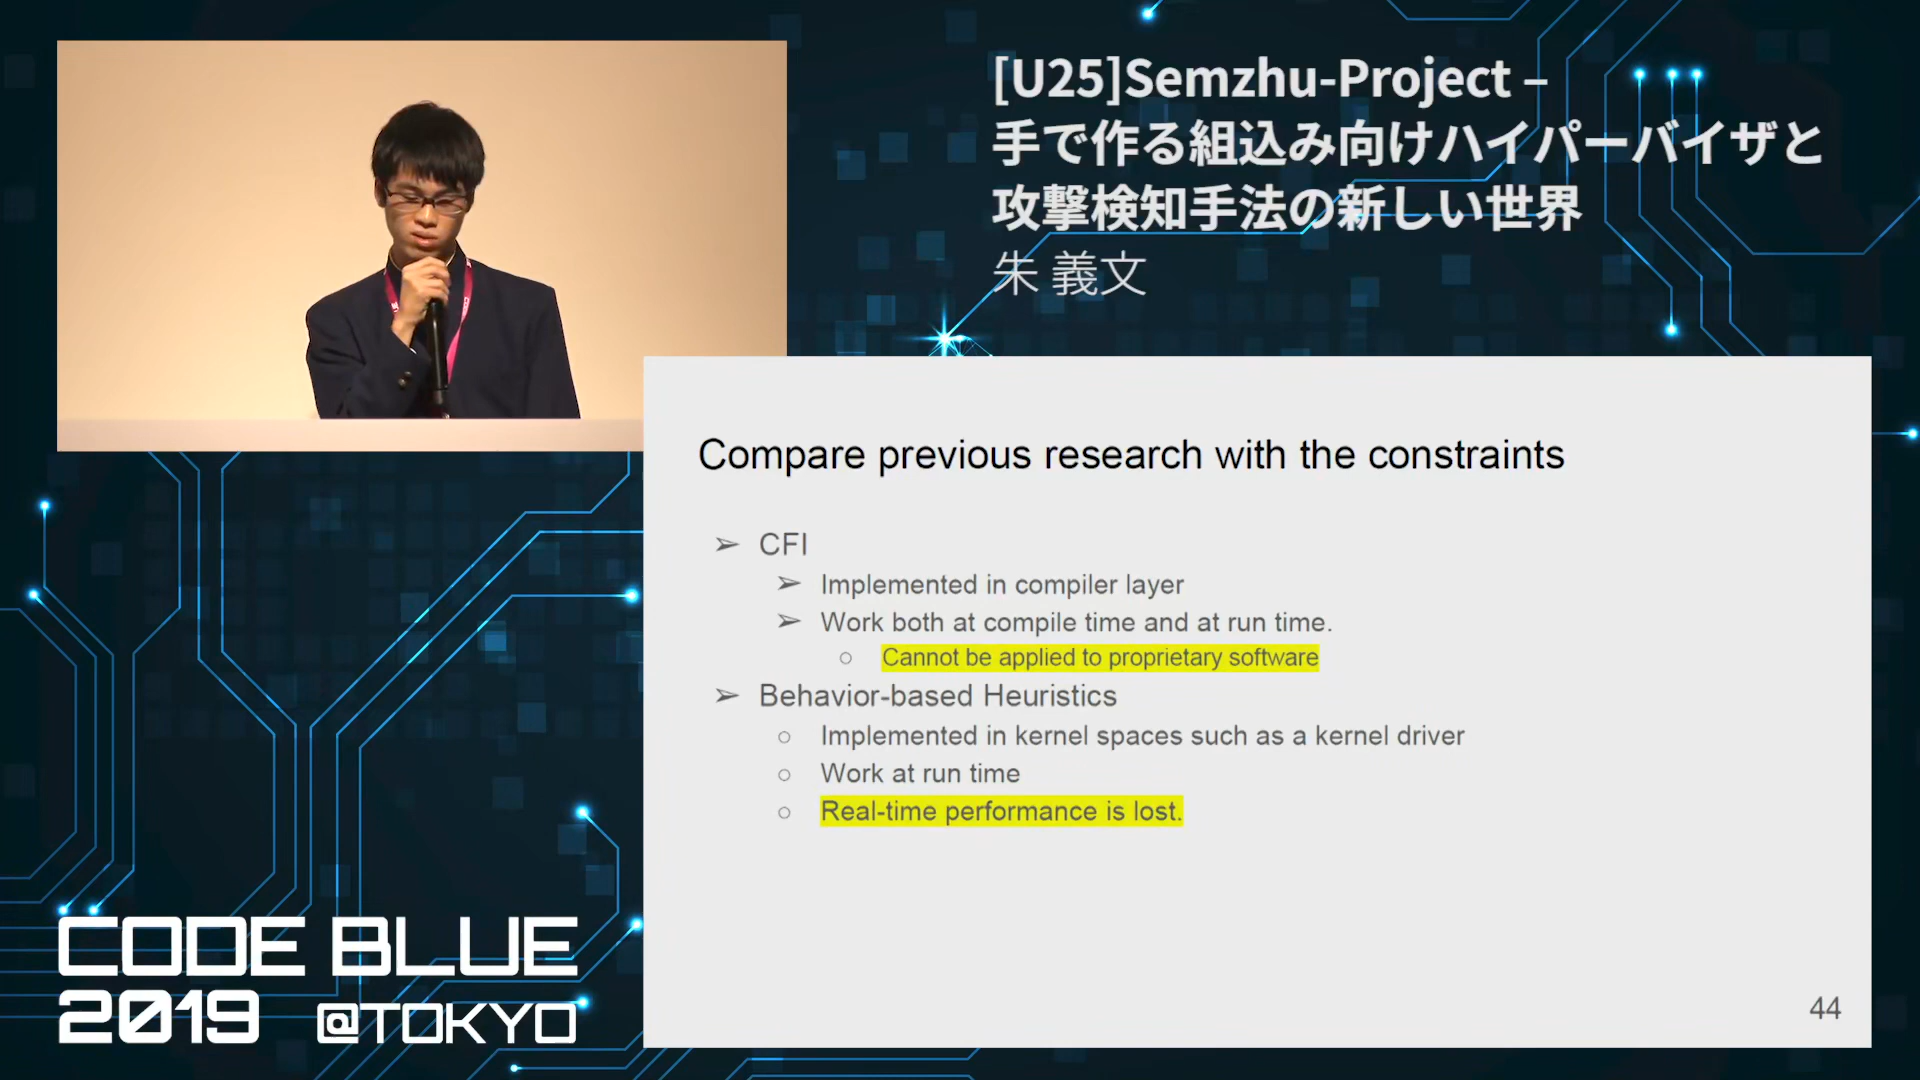 [U25]Semzhu-Project –
手で作る組込み向けハイパーバイザと
攻撃検知手法の新しい世界
朱 義文
Compare previous research with the constraints
➢ CFI
➢ Implemented in compiler layer
➢ Work both at compile time and at run time.
○ Cannot be applied to proprietary software
➢ Behavior-based Heuristics
○ Implemented in kernel spaces such as a kernel driver
○ Work at run time
○ Real-time performance is lost.
44
CODE BLUE
2019 @TOKYO